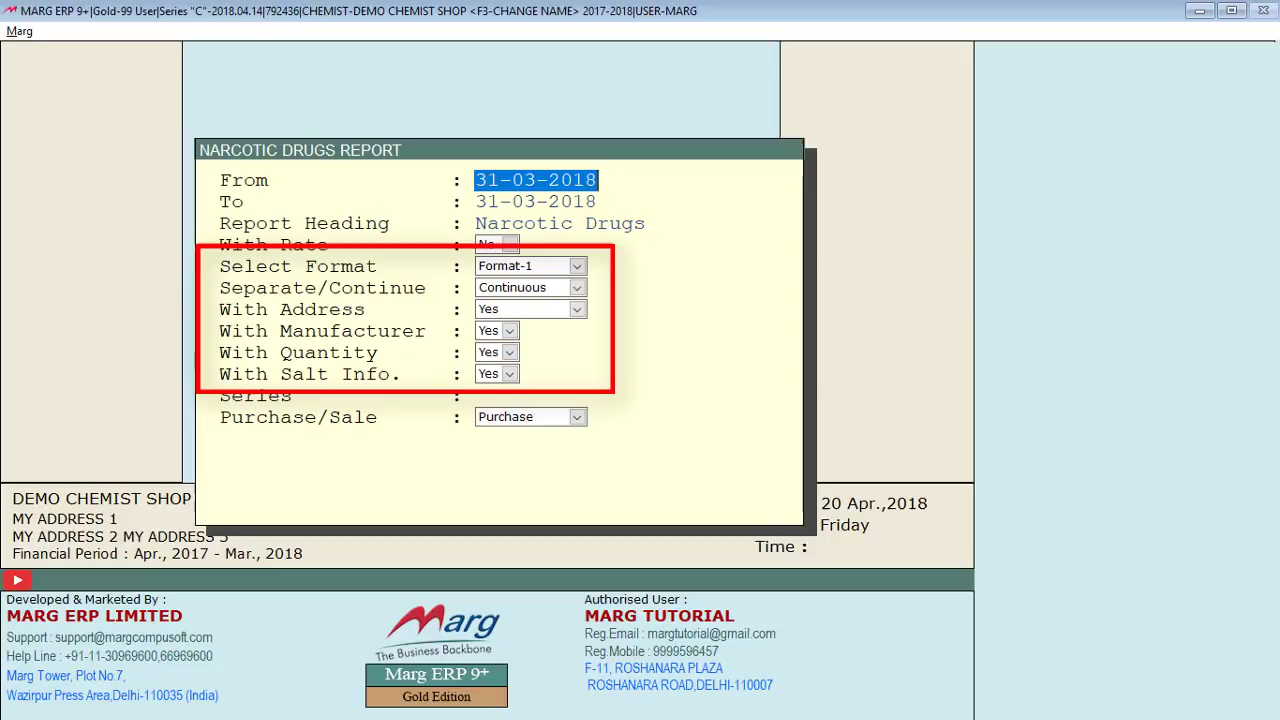 MARG ERP 9+|Gold-99 User|Series "C"-2018.04.14|792436|CHEMIST-DEMO CHEMIST SHOP <F3-CHANGE NAME> 2017-2018|USER-MARG
Marg
NARCOTIC DRUGS REPORT
From : 31-03-2018
To : 31-03-2018
Report Heading : Narcotic Drugs
With Rate : No
Select Format : Format-1
Separate/Continue : Continuous
With Address : Yes
With Manufacturer : Yes
With Quantity : Yes
With Salt Info. : Yes
Series :
Purchase/Sale : Purchase
DEMO CHEMIST SHOP
MY ADDRESS 1
MY ADDRESS 2 MY ADDRESS 3
Financial Period : Apr., 2017 - Mar., 2018
20 Apr.,2018
Friday
Time :
Developed & Marketed By :
MARG ERP LIMITED
Support : support@margcompusoft.com
Help Line : +91-11-30969600,66969600
Marg Tower, Plot No.7,
Wazirpur Press Area,Delhi-110035 (India)
Marg
The Business Backbone
Marg ERP 9+
Gold Edition
Authorised User :
MARG TUTORIAL
Reg.Email : margtutorial@gmail.com
Reg.Mobile : 9999596457
F-11, ROSHANARA PLAZA
ROSHANARA ROAD,DELHI-110007